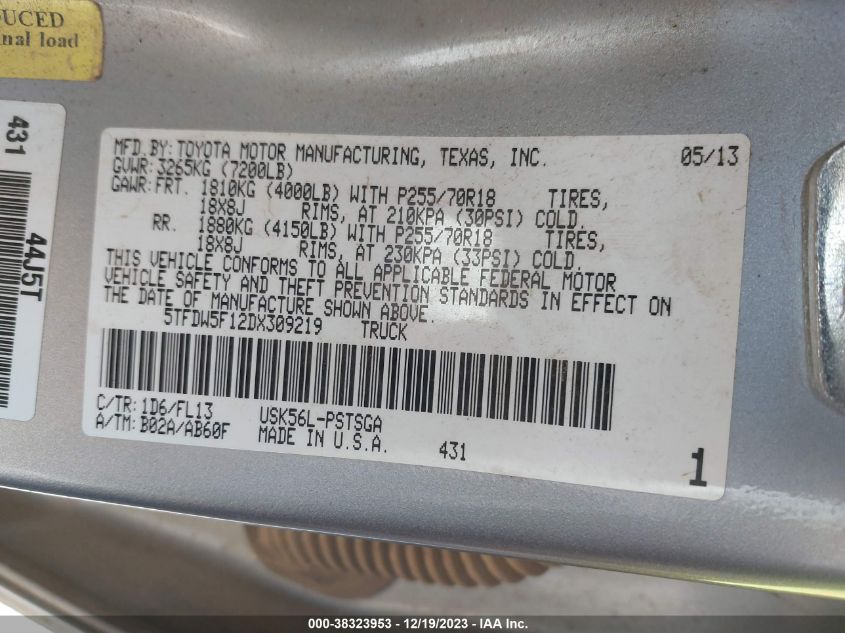 DUCED
nal load
431
44J5T
MFD.BY:TOYOTA MOTOR MANUFACTURING, TEXAS, INC. 05/13
GVWR:3265KG (7200LB)
GAWR:FRT. 1810KG (4000LB) WITH P255/70R18 TIRES,
18X8J RIMS, AT 210KPA (30PSI) COLD.
RR. 1880KG (4150LB) WITH P255/70R18 TIRES,
18X8J RIMS, AT 230KPA (33PSI) COLD.
THIS VEHICLE CONFORMS TO ALL APPLICABLE FEDERAL MOTOR
VEHICLE SAFETY AND THEFT PREVENTION STANDARDS IN EFFECT ON
THE DATE OF MANUFACTURE SHOWN ABOVE.
5TFDW5F12DX309219 TRUCK
C/TR:1D6/FL13 USK56L-PSTSGA
A/TM:B02A/AB60F MADE IN U.S.A. 431
1
000-38323953 - 12/19/2023 - IAA Inc.